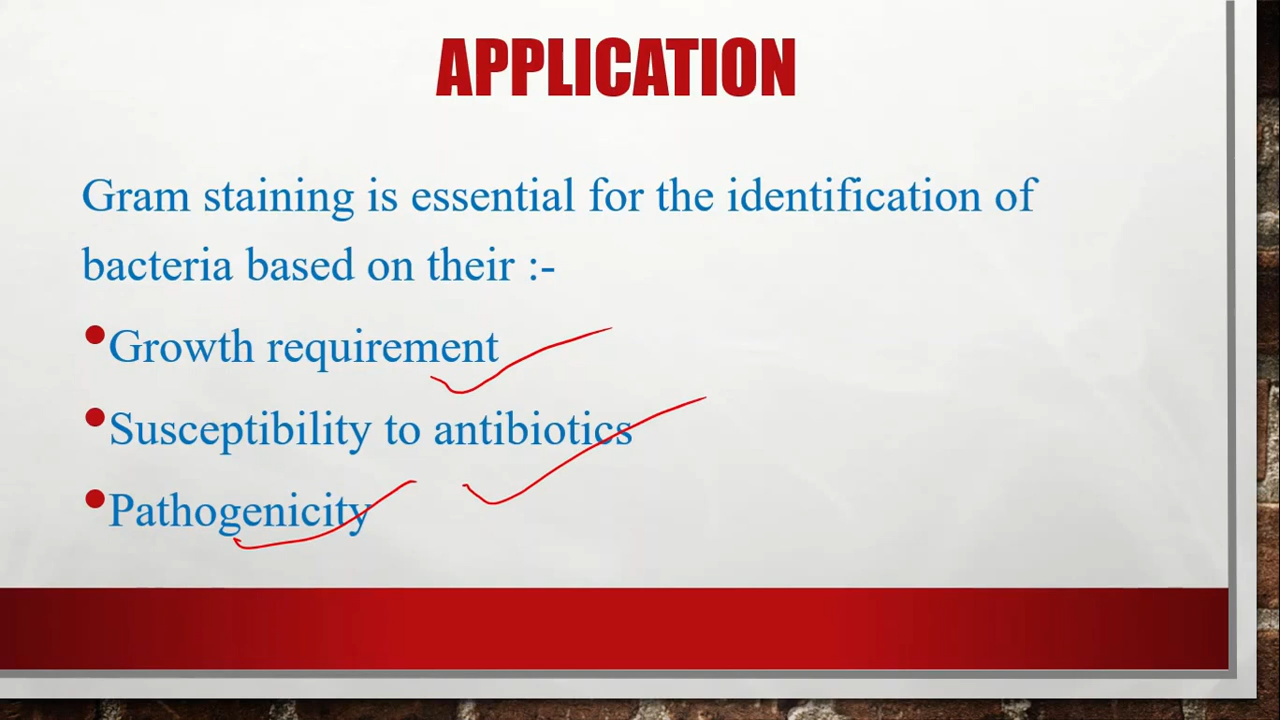 APPLICATION
Gram staining is essential for the identification of
bacteria based on their :-
•Growth requirement
•Susceptibility to antibiotics
•Pathogenicity